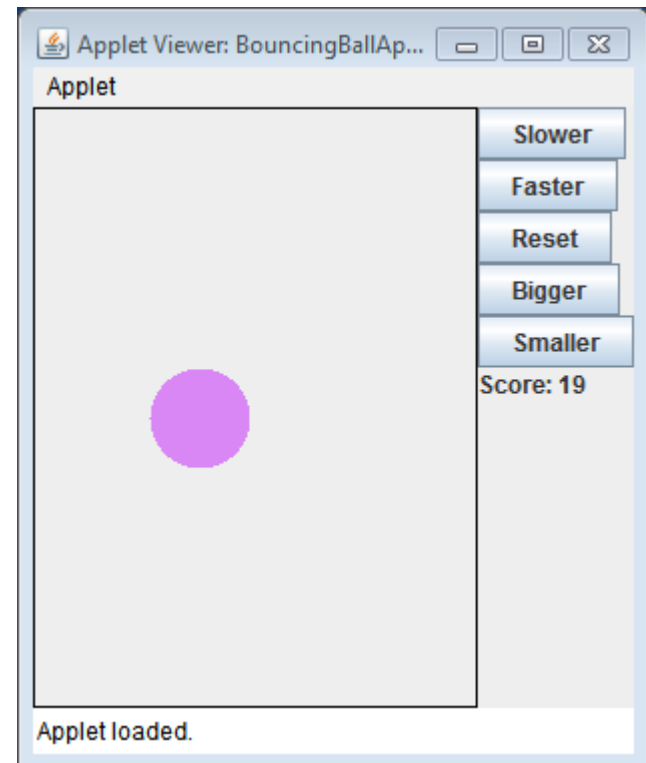 Applet Viewer: BouncingBallAp...
Applet
Slower
Faster
Reset
Bigger
Smaller
Score: 19
Applet loaded.